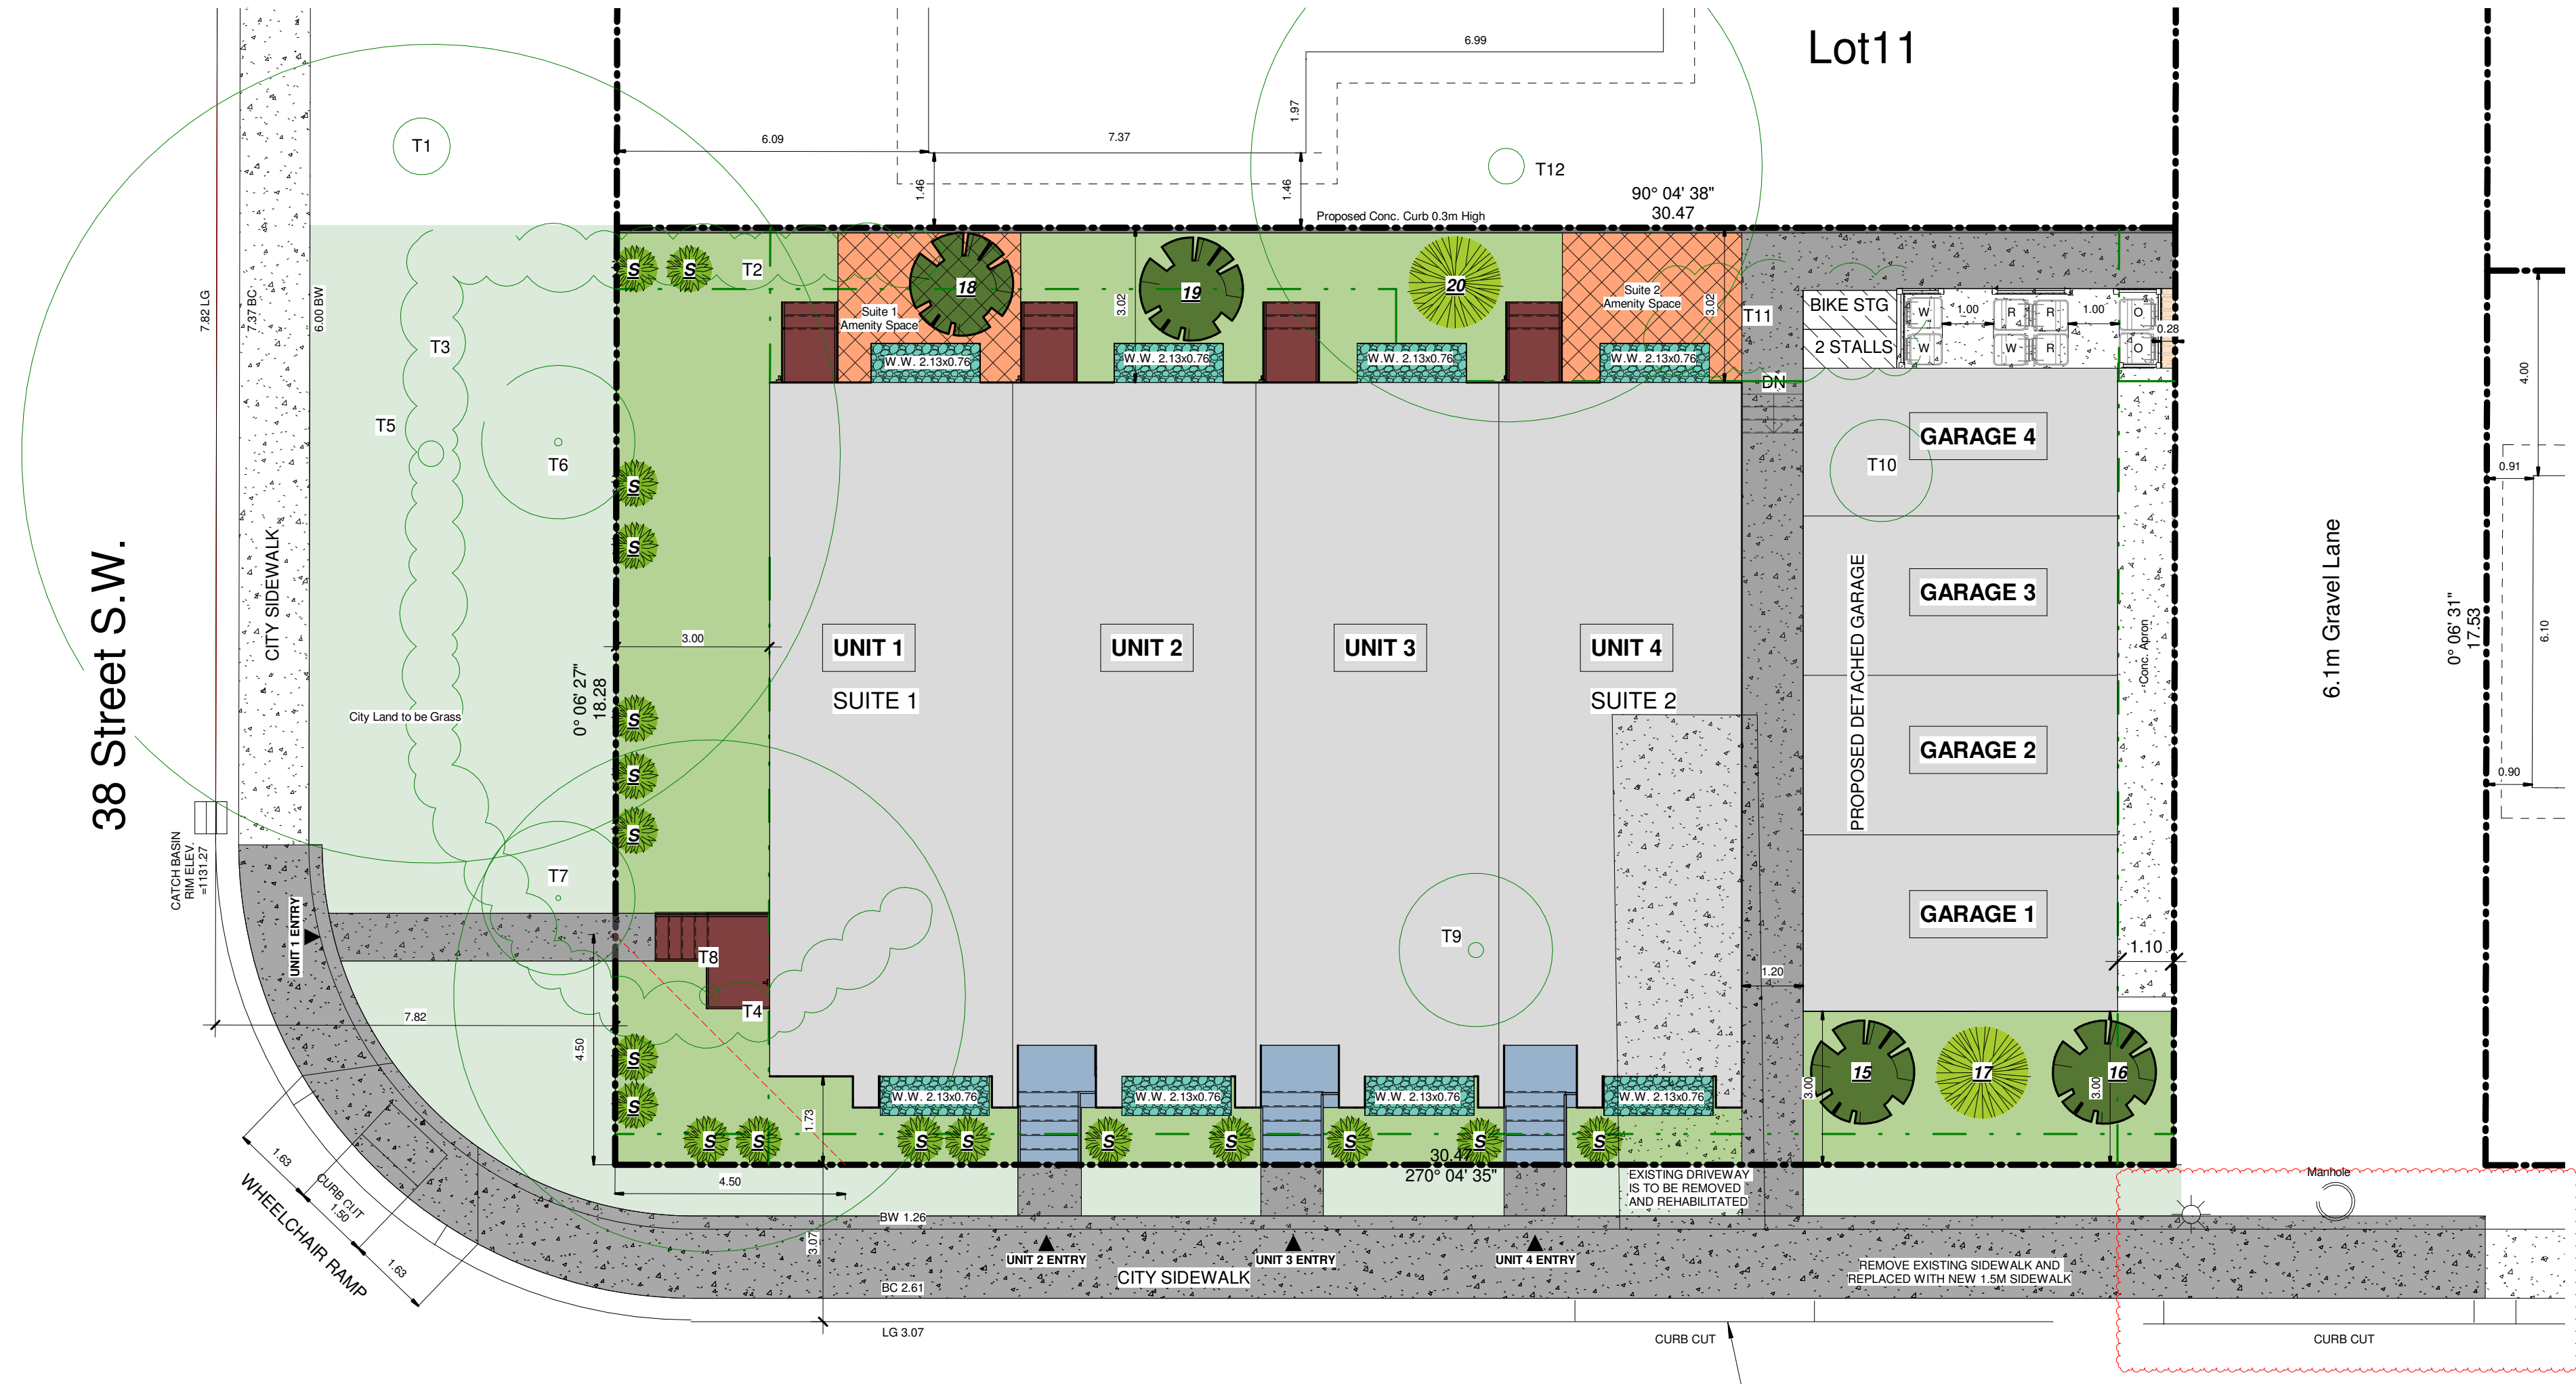 Lot11
6.99
1.97
T1
6.09
7.37
T12
1.46
1.46
90° 04' 38"
30.47
Proposed Conc. Curb 0.3m High
7.82 LG
7.37 BC
6.00 BW
S
S
T2
18
19
20
3.02
Suite 1
Amenity Space
Suite 2
Amenity Space
3.02
T11
BIKE STG
2 STALLS
W
W
1.00
R
R
W
R
1.00
O
O
0.28
W.W. 2.13x0.76
W.W. 2.13x0.76
W.W. 2.13x0.76
W.W. 2.13x0.76
DN
4.00
T3
T5
T6
S
S
GARAGE 4
T10
0.91
38 Street S.W.
CITY SIDEWALK
GARAGE 3
PROPOSED DETACHED GARAGE
Conc. Apron
6.1m Gravel Lane
0° 06' 31"
17.53
6.10
3.00
UNIT 1
SUITE 1
UNIT 2
UNIT 3
UNIT 4
SUITE 2
0° 06' 27"
18.28
City Land to be Grass
S
S
S
GARAGE 2
0.90
CATCH BASIN
RIM ELEV.
=1131.27
T7
UNIT 1 ENTRY
GARAGE 1
T8
T9
T4
1.10
1.20
7.82
4.50
S
S
1.73
W.W. 2.13x0.76
W.W. 2.13x0.76
W.W. 2.13x0.76
W.W. 2.13x0.76
15
17
16
3.00
3.00
S
S
S
S
S
S
S
S
S
30.47
270° 04' 35"
4.50
EXISTING DRIVEWAY
IS TO BE REMOVED
AND REHABILITATED
Manhole
1.63
CURB CUT
1.50
1.63
WHEELCHAIR RAMP
BW 1.26
3.07
UNIT 2 ENTRY
UNIT 3 ENTRY
UNIT 4 ENTRY
CITY SIDEWALK
REMOVE EXISTING SIDEWALK AND
REPLACED WITH NEW 1.5M SIDEWALK
BC 2.61
LG 3.07
CURB CUT
CURB CUT